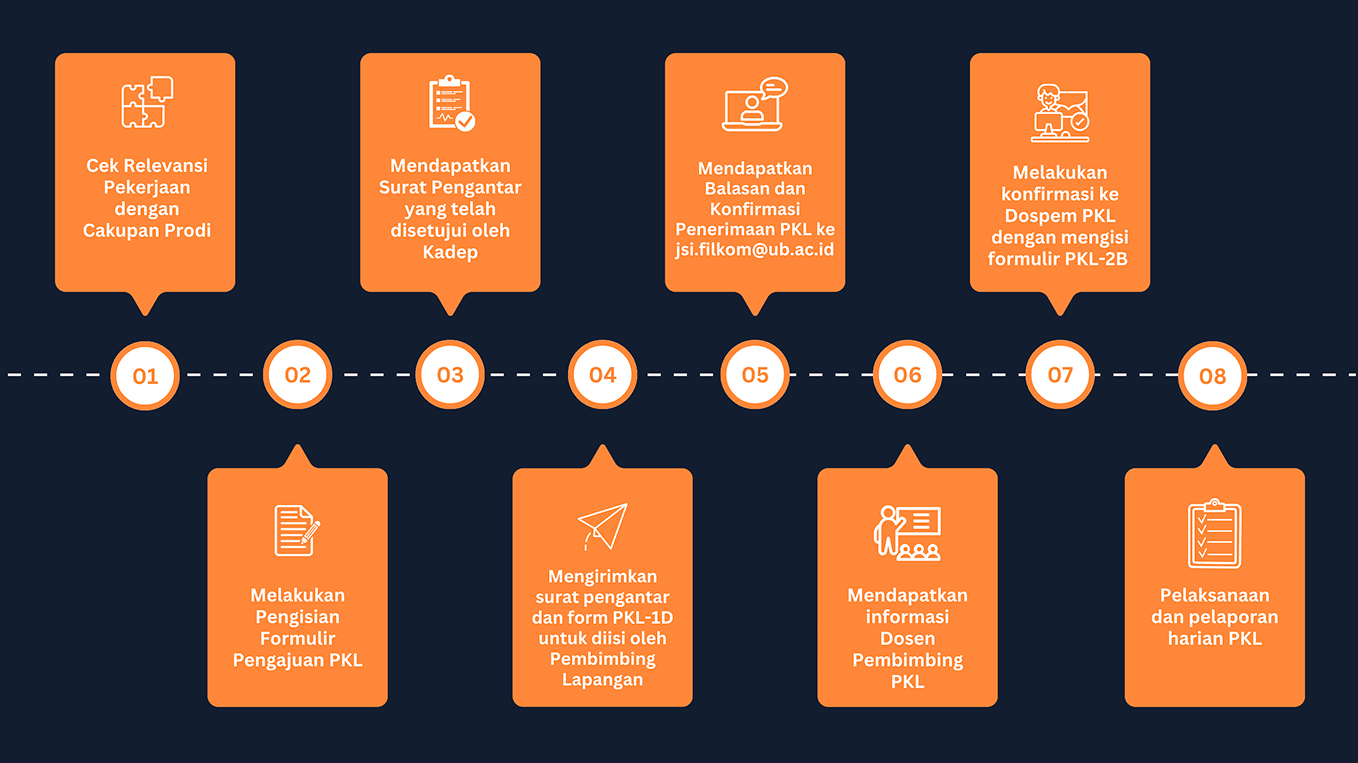 Cek Relevansi
Pekerjaan
dengan
Cakupan Prodi
01
Melakukan
Pengisian
Formulir
Pengajuan PKL
02
Mendapatkan
Surat Pengantar
yang telah
disetujui oleh
Kadep
03
Mengirimkan
surat pengantar
dan form PKL-1D
untuk diisi oleh
Pembimbing
Lapangan
04
Mendapatkan
Balasan dan
Konfirmasi
Penerimaan PKL ke
jsi.filkom@ub.ac.id
05
Mendapatkan
informasi
Dosen
Pembimbing
PKL
06
Melakukan
konfirmasi ke
Dospem PKL
dengan mengisi
formulir PKL-2B
07
Pelaksanaan
dan pelaporan
harian PKL
08